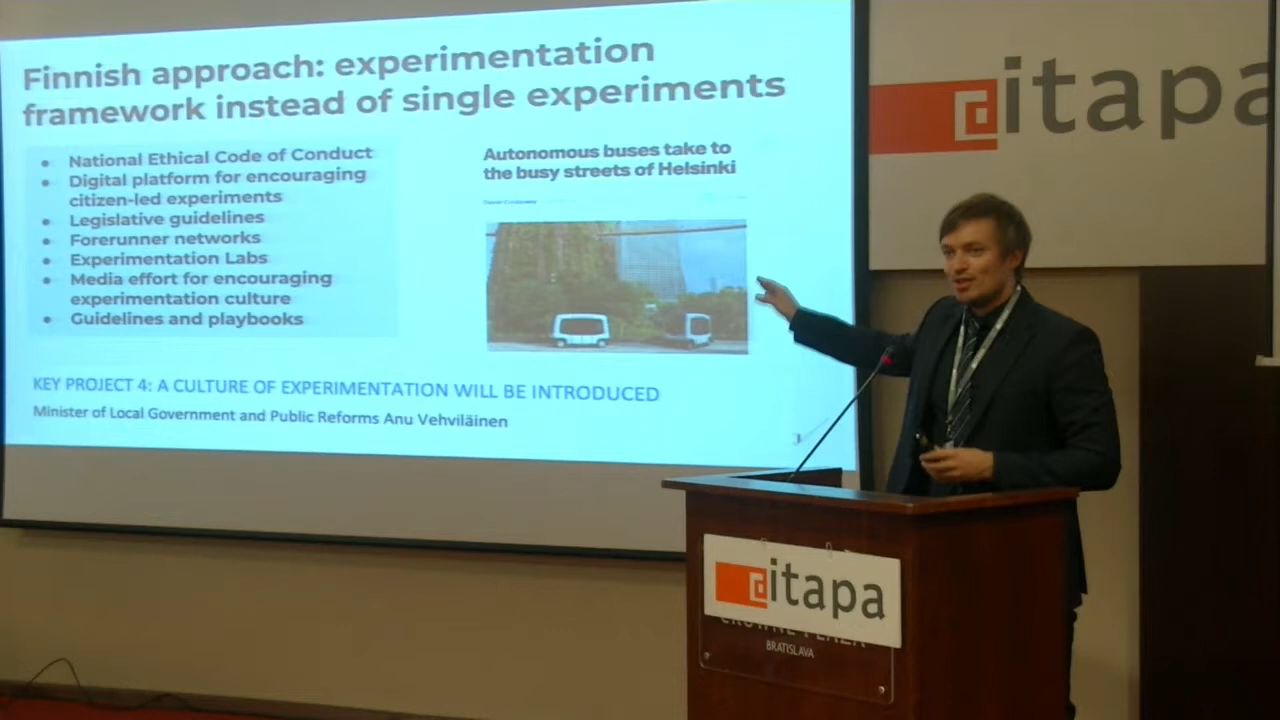 Finnish approach: experimentation
framework instead of single experiments
• National Ethical Code of Conduct
• Digital platform for encouraging
citizen-led experiments
• Legislative guidelines
• Forerunner networks
• Experimentation Labs
• Media effort for encouraging
experimentation culture
• Guidelines and playbooks
Autonomous buses take to
the busy streets of Helsinki
KEY PROJECT 4: A CULTURE OF EXPERIMENTATION WILL BE INTRODUCED
Minister of Local Government and Public Reforms Anu Vehviläinen
itapa
itapa
BRATISLAVA